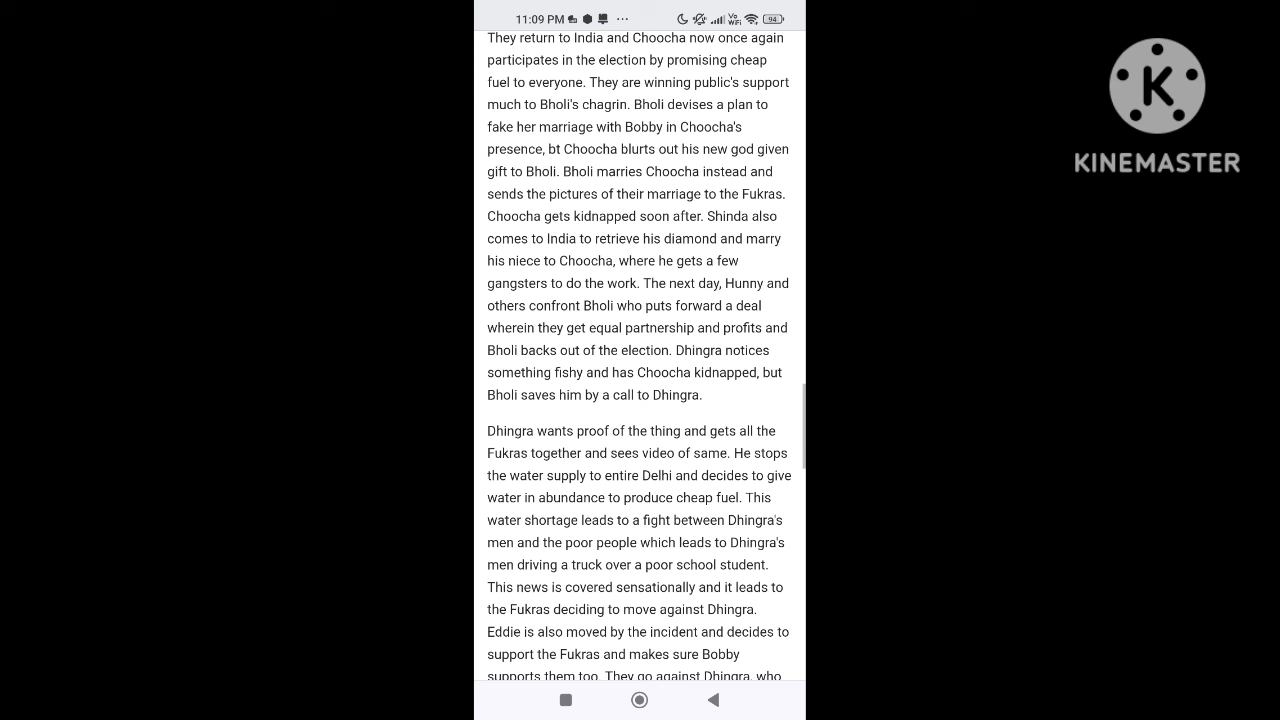 11:09 PM
Vo
WiFi
94
They return to India and Choocha now once again
participates in the election by promising cheap
fuel to everyone. They are winning public's support
much to Bholi's chagrin. Bholi devises a plan to
fake her marriage with Bobby in Choocha's
presence, bt Choocha blurts out his new god given
gift to Bholi. Bholi marries Choocha instead and
sends the pictures of their marriage to the Fukras.
Choocha gets kidnapped soon after. Shinda also
comes to India to retrieve his diamond and marry
his niece to Choocha, where he gets a few
gangsters to do the work. The next day, Hunny and
others confront Bholi who puts forward a deal
wherein they get equal partnership and profits and
Bholi backs out of the election. Dhingra notices
something fishy and has Choocha kidnapped, but
Bholi saves him by a call to Dhingra.
Dhingra wants proof of the thing and gets all the
Fukras together and sees video of same. He stops
the water supply to entire Delhi and decides to give
water in abundance to produce cheap fuel. This
water shortage leads to a fight between Dhingra's
men and the poor people which leads to Dhingra's
men driving a truck over a poor school student.
This news is covered sensationally and it leads to
the Fukras deciding to move against Dhingra.
Eddie is also moved by the incident and decides to
support the Fukras and makes sure Bobby
supports them too. They go against Dhingra, who
K
KINEMASTER